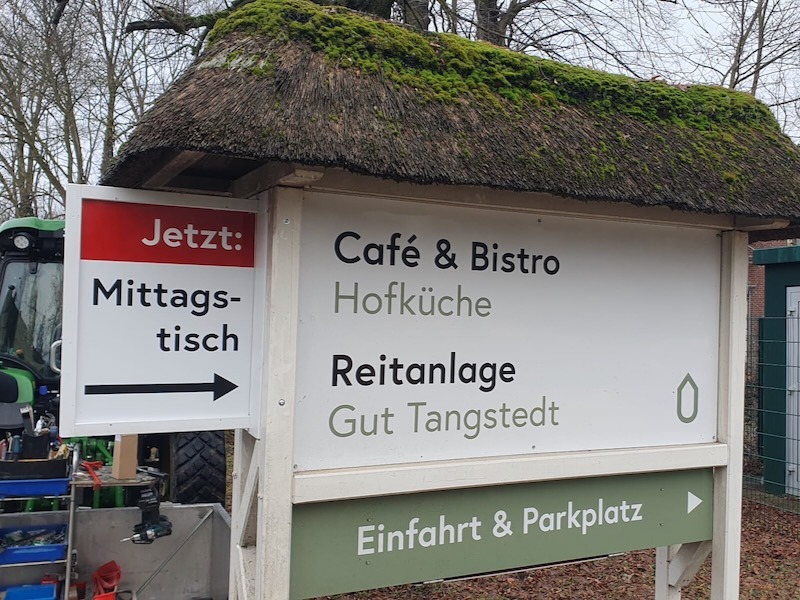 Jetzt:
Mittags-
tisch
Café & Bistro
Hofküche
Reitanlage
Gut Tangstedt
Einfahrt & Parkplatz